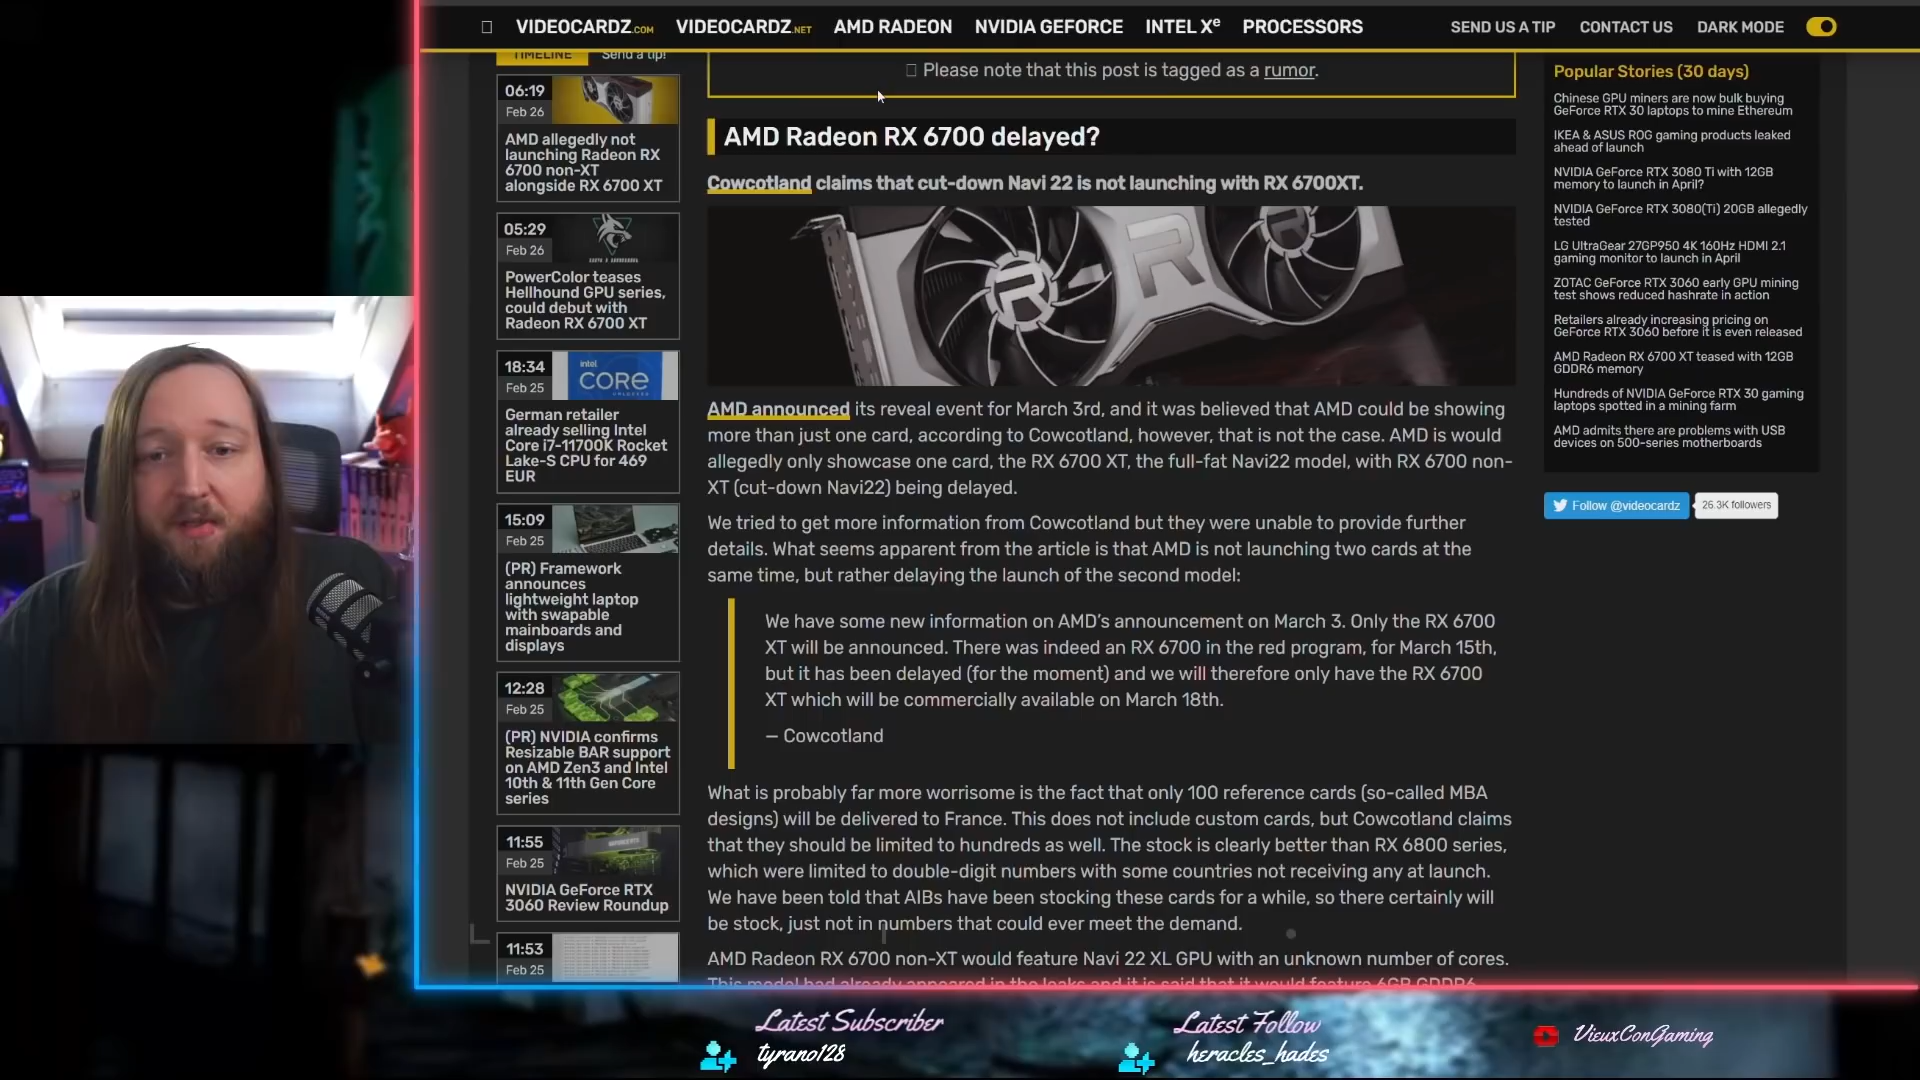 VIDEOCARDZ.COM VIDEOCARDZ.NET AMD RADEON NVIDIA GEFORCE INTEL Xe PROCESSORS SEND US A TIP CONTACT US DARK MODE
TIMELINE Send a tip!
06:19
Feb 26
AMD allegedly not
launching Radeon RX
6700 non-XT
alongside RX 6700 XT
05:29
Feb 26
PowerColor teases
Hellhound GPU series,
could debut with
Radeon RX 6700 XT
18:34
Feb 25
intel
CORE
German retailer
already selling Intel
Core i7-11700K Rocket
Lake-S CPU for 469
EUR
15:09
Feb 25
(PR) Framework
announces
lightweight laptop
with swapable
mainboards and
displays
12:28
Feb 25
(PR) NVIDIA confirms
Resizable BAR support
on AMD Zen3 and Intel
10th & 11th Gen Core
series
11:55
Feb 25
NVIDIA GeForce RTX
3060 Review Roundup
11:53
Feb 25
Please note that this post is tagged as a rumor.
AMD Radeon RX 6700 delayed?
Cowcotland claims that cut-down Navi 22 is not launching with RX 6700XT.
AMD announced its reveal event for March 3rd, and it was believed that AMD could be showing
more than just one card, according to Cowcotland, however, that is not the case. AMD is would
allegedly only showcase one card, the RX 6700 XT, the full-fat Navi22 model, with RX 6700 non-
XT (cut-down Navi22) being delayed.
We tried to get more information from Cowcotland but they were unable to provide further
details. What seems apparent from the article is that AMD is not launching two cards at the
same time, but rather delaying the launch of the second model:
We have some new information on AMD's announcement on March 3. Only the RX 6700
XT will be announced. There was indeed an RX 6700 in the red program, for March 15th,
but it has been delayed (for the moment) and we will therefore only have the RX 6700
XT which will be commercially available on March 18th.
— Cowcotland
What is probably far more worrisome is the fact that only 100 reference cards (so-called MBA
designs) will be delivered to France. This does not include custom cards, but Cowcotland claims
that they should be limited to hundreds as well. The stock is clearly better than RX 6800 series,
which were limited to double-digit numbers with some countries not receiving any at launch.
We have been told that AIBs have been stocking these cards for a while, so there certainly will
be stock, just not in numbers that could ever meet the demand.
AMD Radeon RX 6700 non-XT would feature Navi 22 XL GPU with an unknown number of cores.
This model had already appeared in the leaks and it is said that it would feature 6GB GDDR6
Popular Stories (30 days)
Chinese GPU miners are now bulk buying
GeForce RTX 30 laptops to mine Ethereum
IKEA & ASUS ROG gaming products leaked
ahead of launch
NVIDIA GeForce RTX 3080 Ti with 12GB
memory to launch in April?
NVIDIA GeForce RTX 3080(Ti) 20GB allegedly
tested
LG UltraGear 27GP950 4K 160Hz HDMI 2.1
gaming monitor to launch in April
ZOTAC GeForce RTX 3060 early GPU mining
test shows reduced hashrate in action
Retailers already increasing pricing on
GeForce RTX 3060 before it is even released
AMD Radeon RX 6700 XT teased with 12GB
GDDR6 memory
Hundreds of NVIDIA GeForce RTX 30 gaming
laptops spotted in a mining farm
AMD admits there are problems with USB
devices on 500-series motherboards
Follow @videocardz 26.3K followers
Latest Subscriber
tyrano128
Latest Follow
heracles_hades
VieuxConGaming